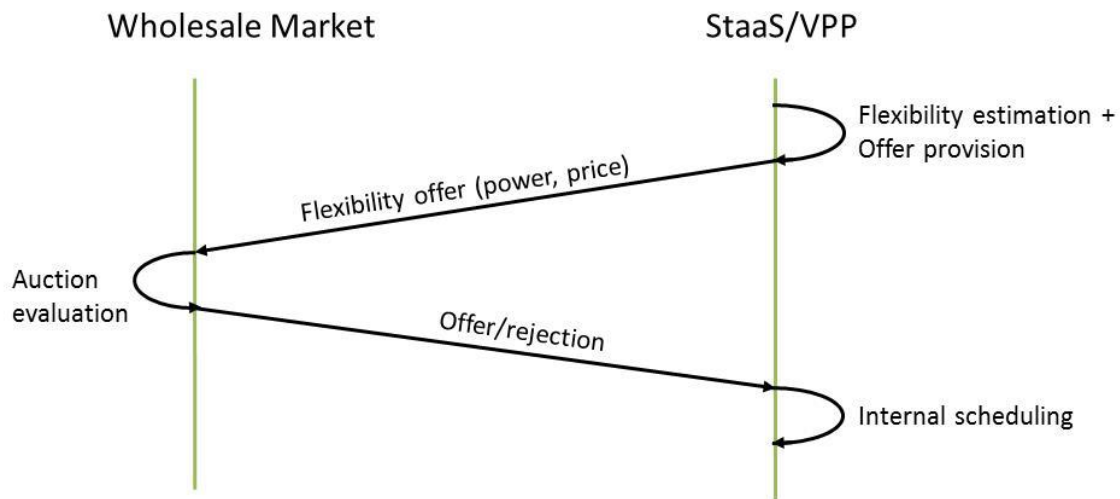 Wholesale Market
StaaS/VPP
Flexibility estimation +
Offer provision
Flexibility offer (power, price)
Auction
evaluation
Offer/rejection
Internal scheduling